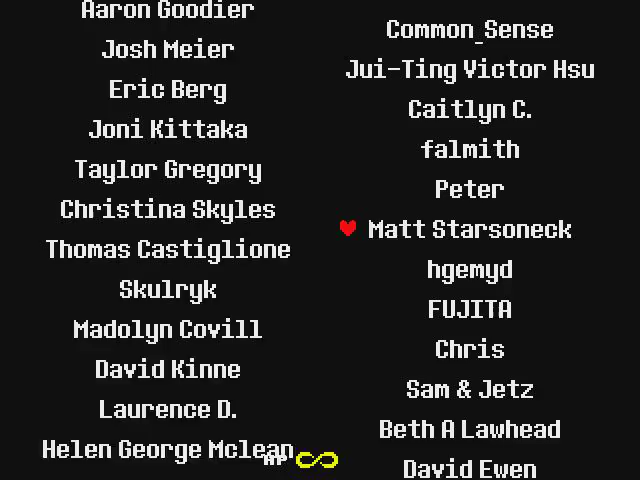 Aaron Goodier
Josh Meier
Eric Berg
Joni Kittaka
Taylor Gregory
Christina Skyles
Thomas Castiglione
Skulryk
Madolyn Covill
David Kinne
Laurence D.
Helen George Mclean
Common_Sense
Jui-Ting Victor Hsu
Caitlyn C.
falmith
Peter
Matt Starsoneck
hgemyd
FUJITA
Chris
Sam & Jetz
Beth A Lawhead
David Ewen
HP ∞